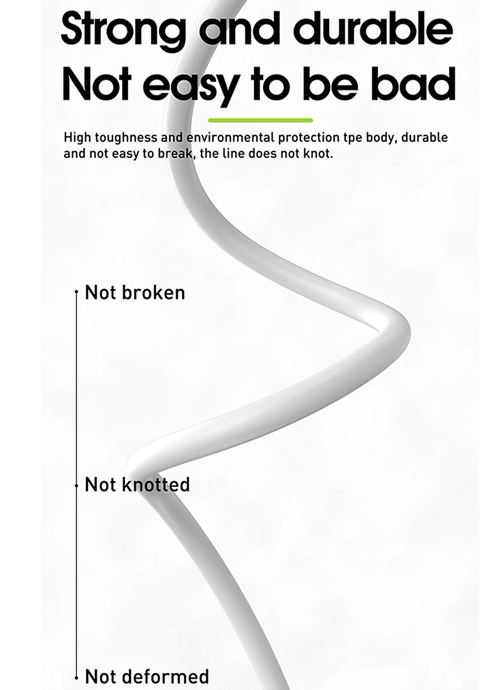 Strong and durable
Not easy to be bad
High toughness and environmental protection tpe body, durable
and not easy to break, the line does not knot.
Not broken
Not knotted
Not deformed